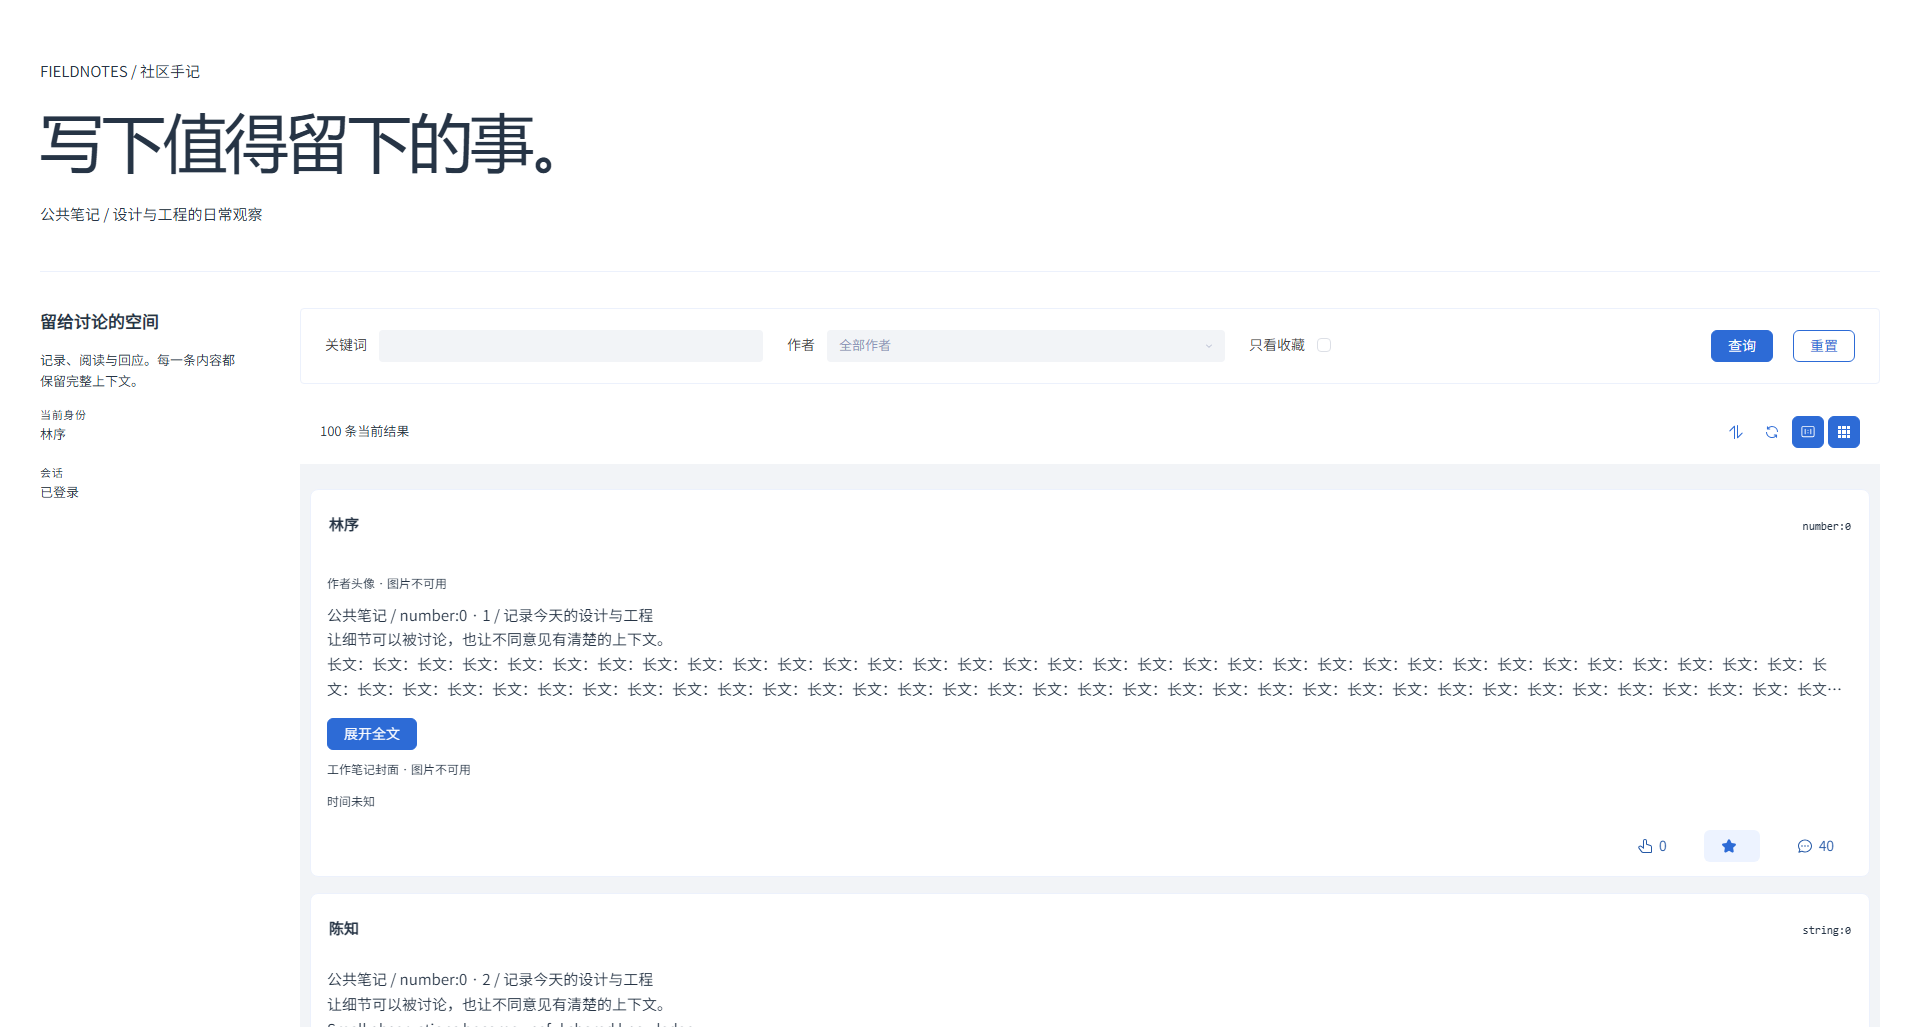 FIELDNOTES / 社区手记
写下值得留下的事。
公共笔记 / 设计与工程的日常观察
留给讨论的空间
记录、阅读与回应。每一条内容都
保留完整上下文。
当前身份
林序
会话
已登录
关键词
作者
全部作者
只看收藏
查询
重置
100 条当前结果
林序
number:0
作者头像 · 图片不可用
公共笔记 / number:0 · 1 / 记录今天的设计与工程
让细节可以被讨论，也让不同意见有清楚的上下文。
长文：长文：长文：长文：长文：长文：长文：长文：长文：长文：长文：长文：长文：长文：长文：长文：长文：长文：长文：长文：长文：长文：长文：长文：长文：长文：长文：长文：长文：长文：长文：长文：长文：长
文：长文：长文：长文：长文：长文：长文：长文：长文：长文：长文：长文：长文：长文：长文：长文：长文：长文：长文：长文：长文：长文：长文：长文：长文：长文：长文：长文：长文：长文：长文：长文：长文：长文…
展开全文
工作笔记封面 · 图片不可用
时间未知
0
40
陈知
string:0
公共笔记 / number:0 · 2 / 记录今天的设计与工程
让细节可以被讨论，也让不同意见有清楚的上下文。